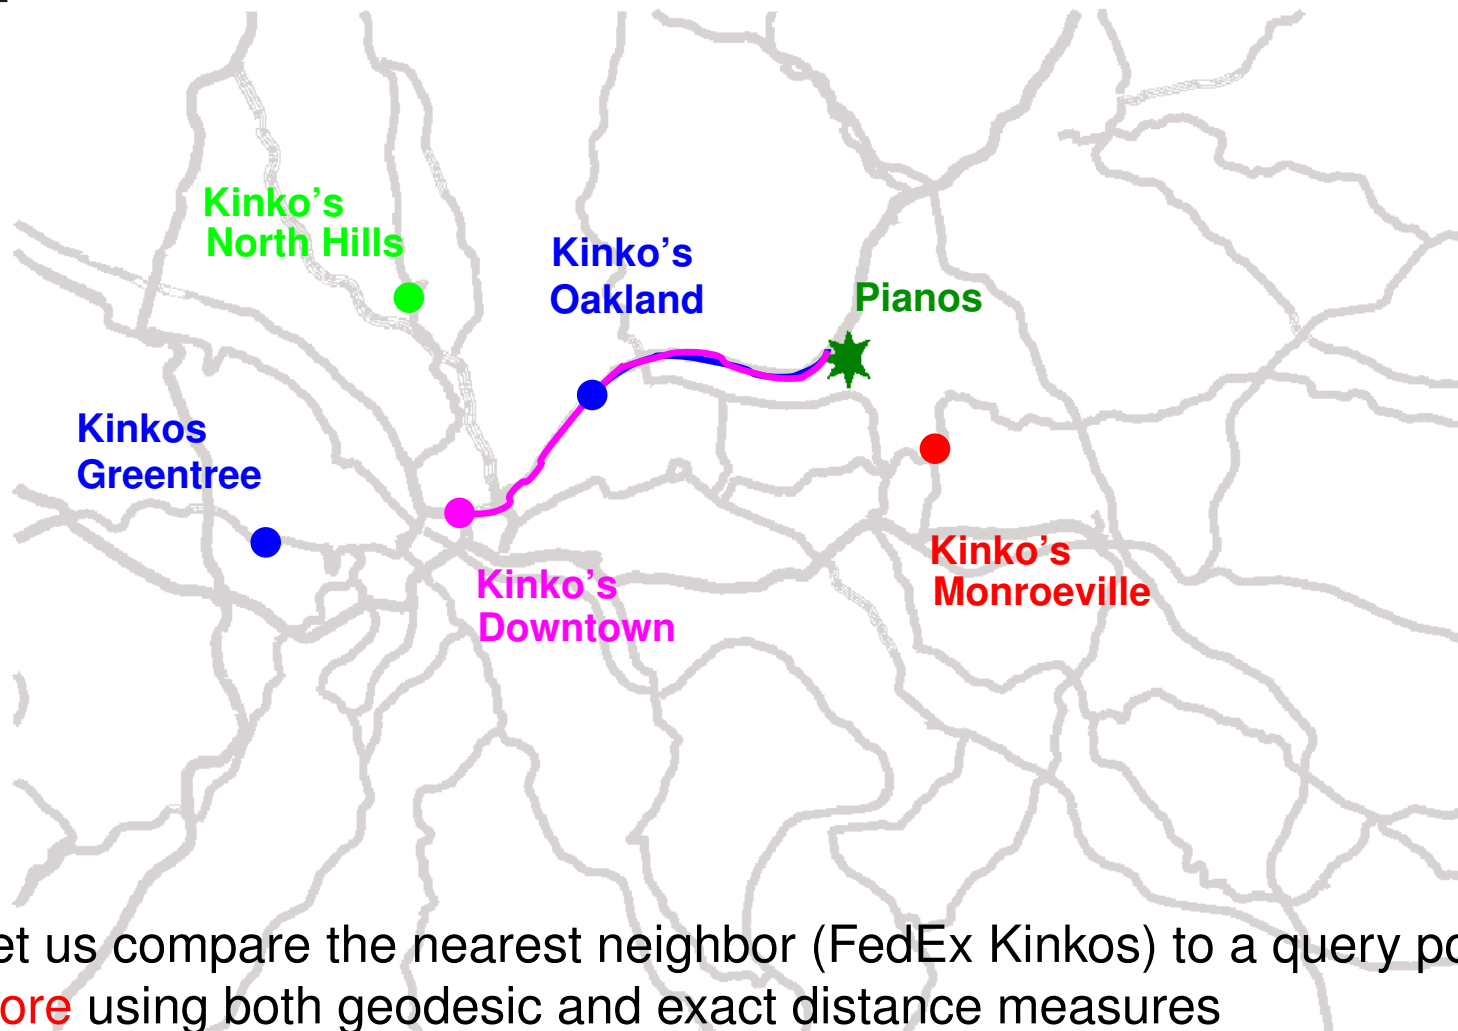 Kinko’s
North Hills
Kinko’s
Oakland
Pianos
Kinkos
Greentree
Kinko’s
Monroeville
Kinko’s
Downtown
et us compare the nearest neighbor (FedEx Kinkos) to a query po
ore using both geodesic and exact distance measures